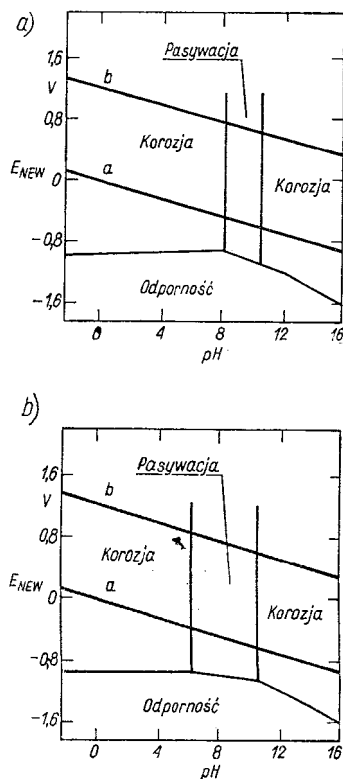 a)
Pasywacja
1,6
V
b
0,8
Korozja
Korozja
E_NEW
0
a
-0,8
-1,6
Odporność
0 4 8 12 16
pH
b)
Pasywacja
1,6
V
b
0,8
Korozja
Korozja
E_NEW
0
a
-0,8
-1,6
Odporność
0 4 8 12 16
pH